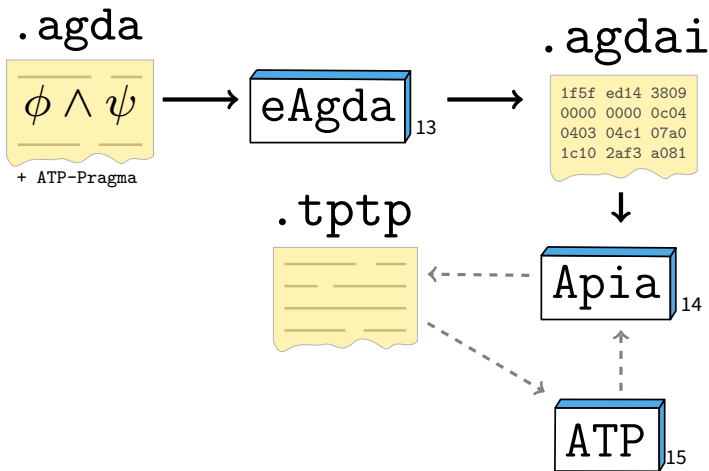 .agda
ϕ ∧ ψ
+ ATP-Pragma
eAgda
13
.agdai
1f5f ed14 3809
0000 0000 0c04
0403 04c1 07a0
1c10 2af3 a081
.tptp
Apia
14
ATP
15